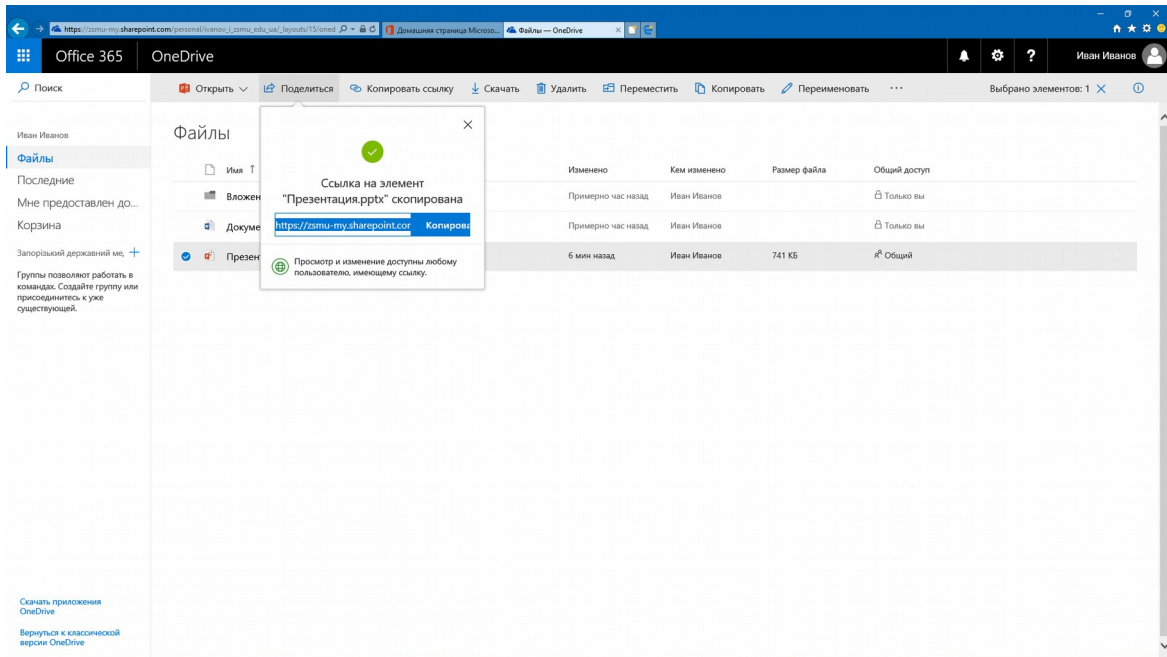 https://zsmu-my.sharepoint.com/personal/ivanov_i_zsmu_edu_ua/_layouts/15/oned
Домашняя страница Microso...
Файлы — OneDrive
Office 365
OneDrive
?
Иван Иванов
Поиск
Открыть
Поделиться
Копировать ссылку
Скачать
Удалить
Переместить
Копировать
Переименовать
...
Выбрано элементов: 1
Иван Иванов
Файлы
Последние
Мне предоставлен до...
Корзина
Запорізький державний ме,
Группы позволяют работать в
командах. Создайте группу или
присоединитесь к уже
существующей.
Скачать приложения
OneDrive
Вернуться к классической
версии OneDrive
Файлы
Имя ↑
Изменено
Кем изменено
Размер файла
Общий доступ
Вложен
Примерно час назад
Иван Иванов
Только вы
Докуме
Примерно час назад
Иван Иванов
Только вы
Презен
6 мин назад
Иван Иванов
741 КБ
Общий
Ссылка на элемент
"Презентация.pptx" скопирована
https://zsmu-my.sharepoint.cor
Копирова
Просмотр и изменение доступны любому
пользователю, имеющему ссылку.